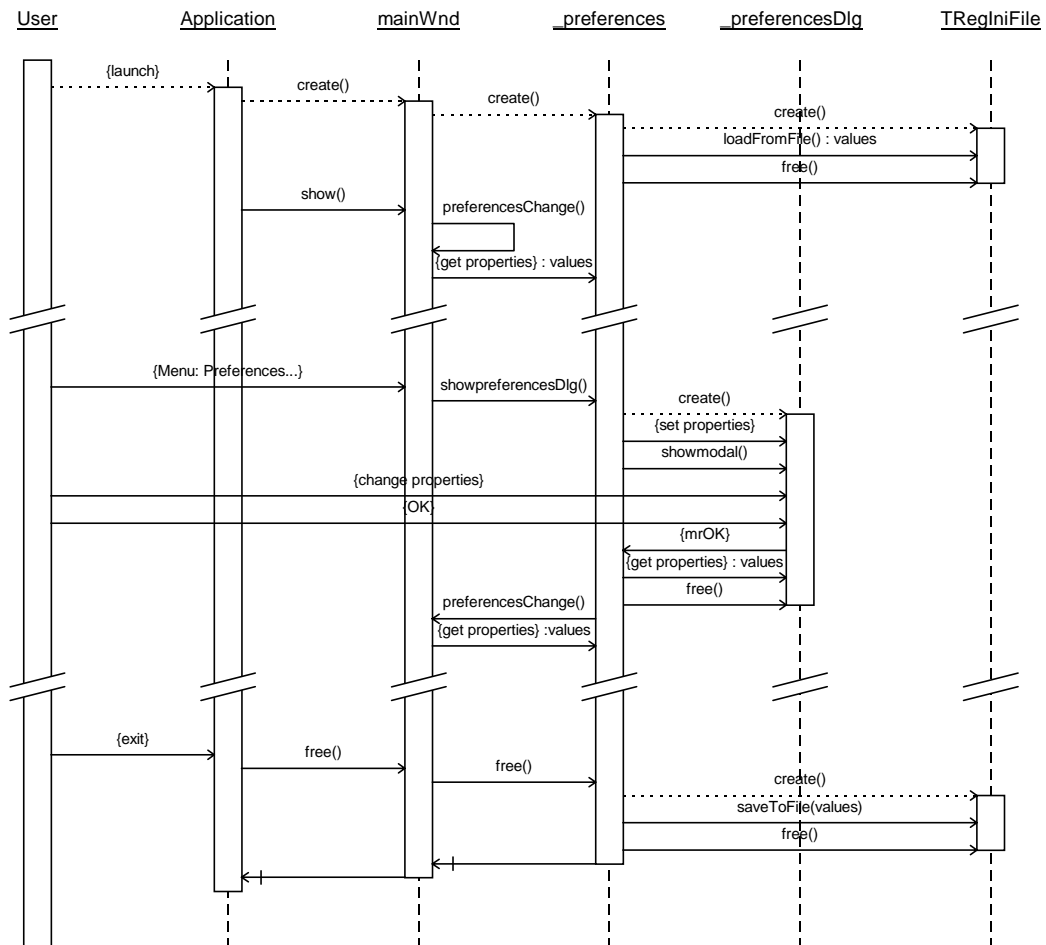 User
Application
mainWnd
_preferences
_preferencesDlg
TRegIniFile
{launch}
create()
create()
create()
loadFromFile() : values
free()
show()
preferencesChange()
{get properties} : values
{Menu: Preferences...}
showpreferencesDlg()
create()
{set properties}
showmodal()
{change properties}
{OK}
{mrOK}
{get properties} : values
free()
preferencesChange()
{get properties} :values
{exit}
free()
free()
create()
saveToFile(values)
free()